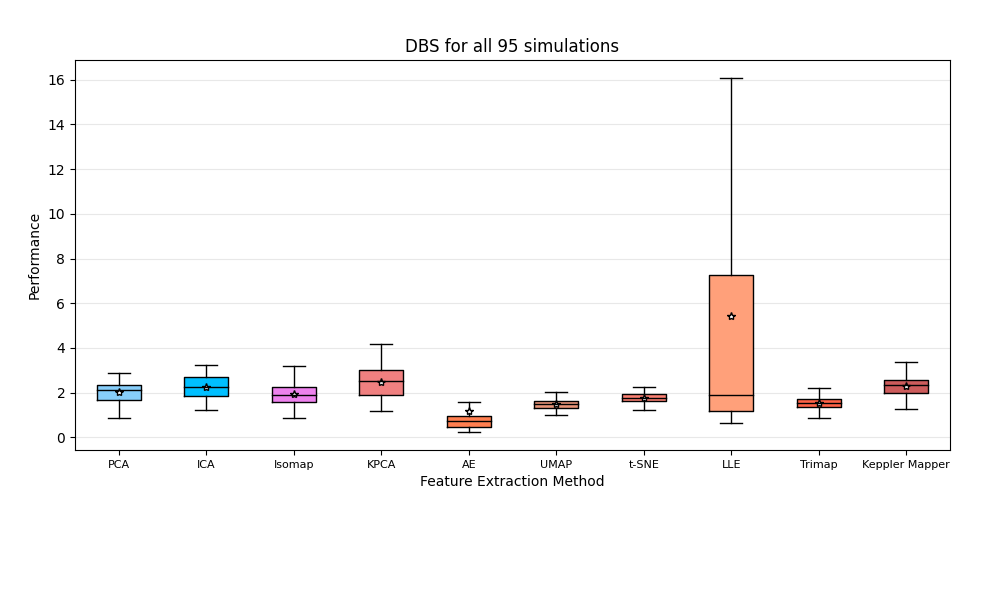 DBS for all 95 simulations
Performance
16
14
12
10
8
6
4
2
0
PCA ICA Isomap KPCA AE UMAP t-SNE LLE Trimap Keppler Mapper
Feature Extraction Method